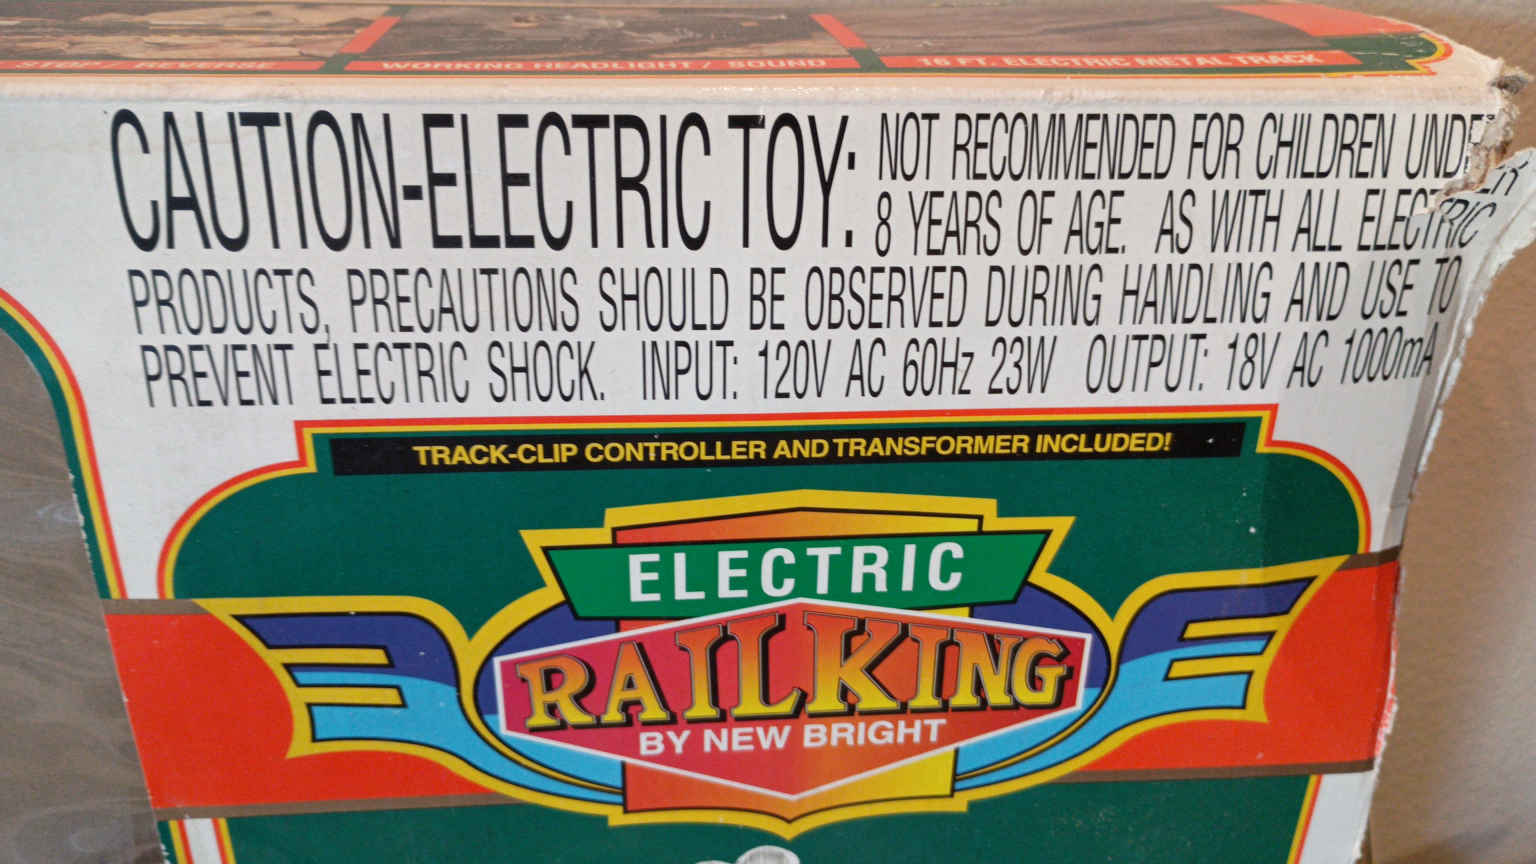 STOP / REVERSE WORKING HEADLIGHT / SOUND 16 FT. ELECTRIC METAL TRACK
CAUTION-ELECTRIC TOY: NOT RECOMMENDED FOR CHILDREN UNDER
8 YEARS OF AGE. AS WITH ALL ELECTRIC
PRODUCTS, PRECAUTIONS SHOULD BE OBSERVED DURING HANDLING AND USE TO
PREVENT ELECTRIC SHOCK. INPUT: 120V AC 60Hz 23W OUTPUT: 18V AC 1000mA
TRACK-CLIP CONTROLLER AND TRANSFORMER INCLUDED!
ELECTRIC
RAILKING
BY NEW BRIGHT